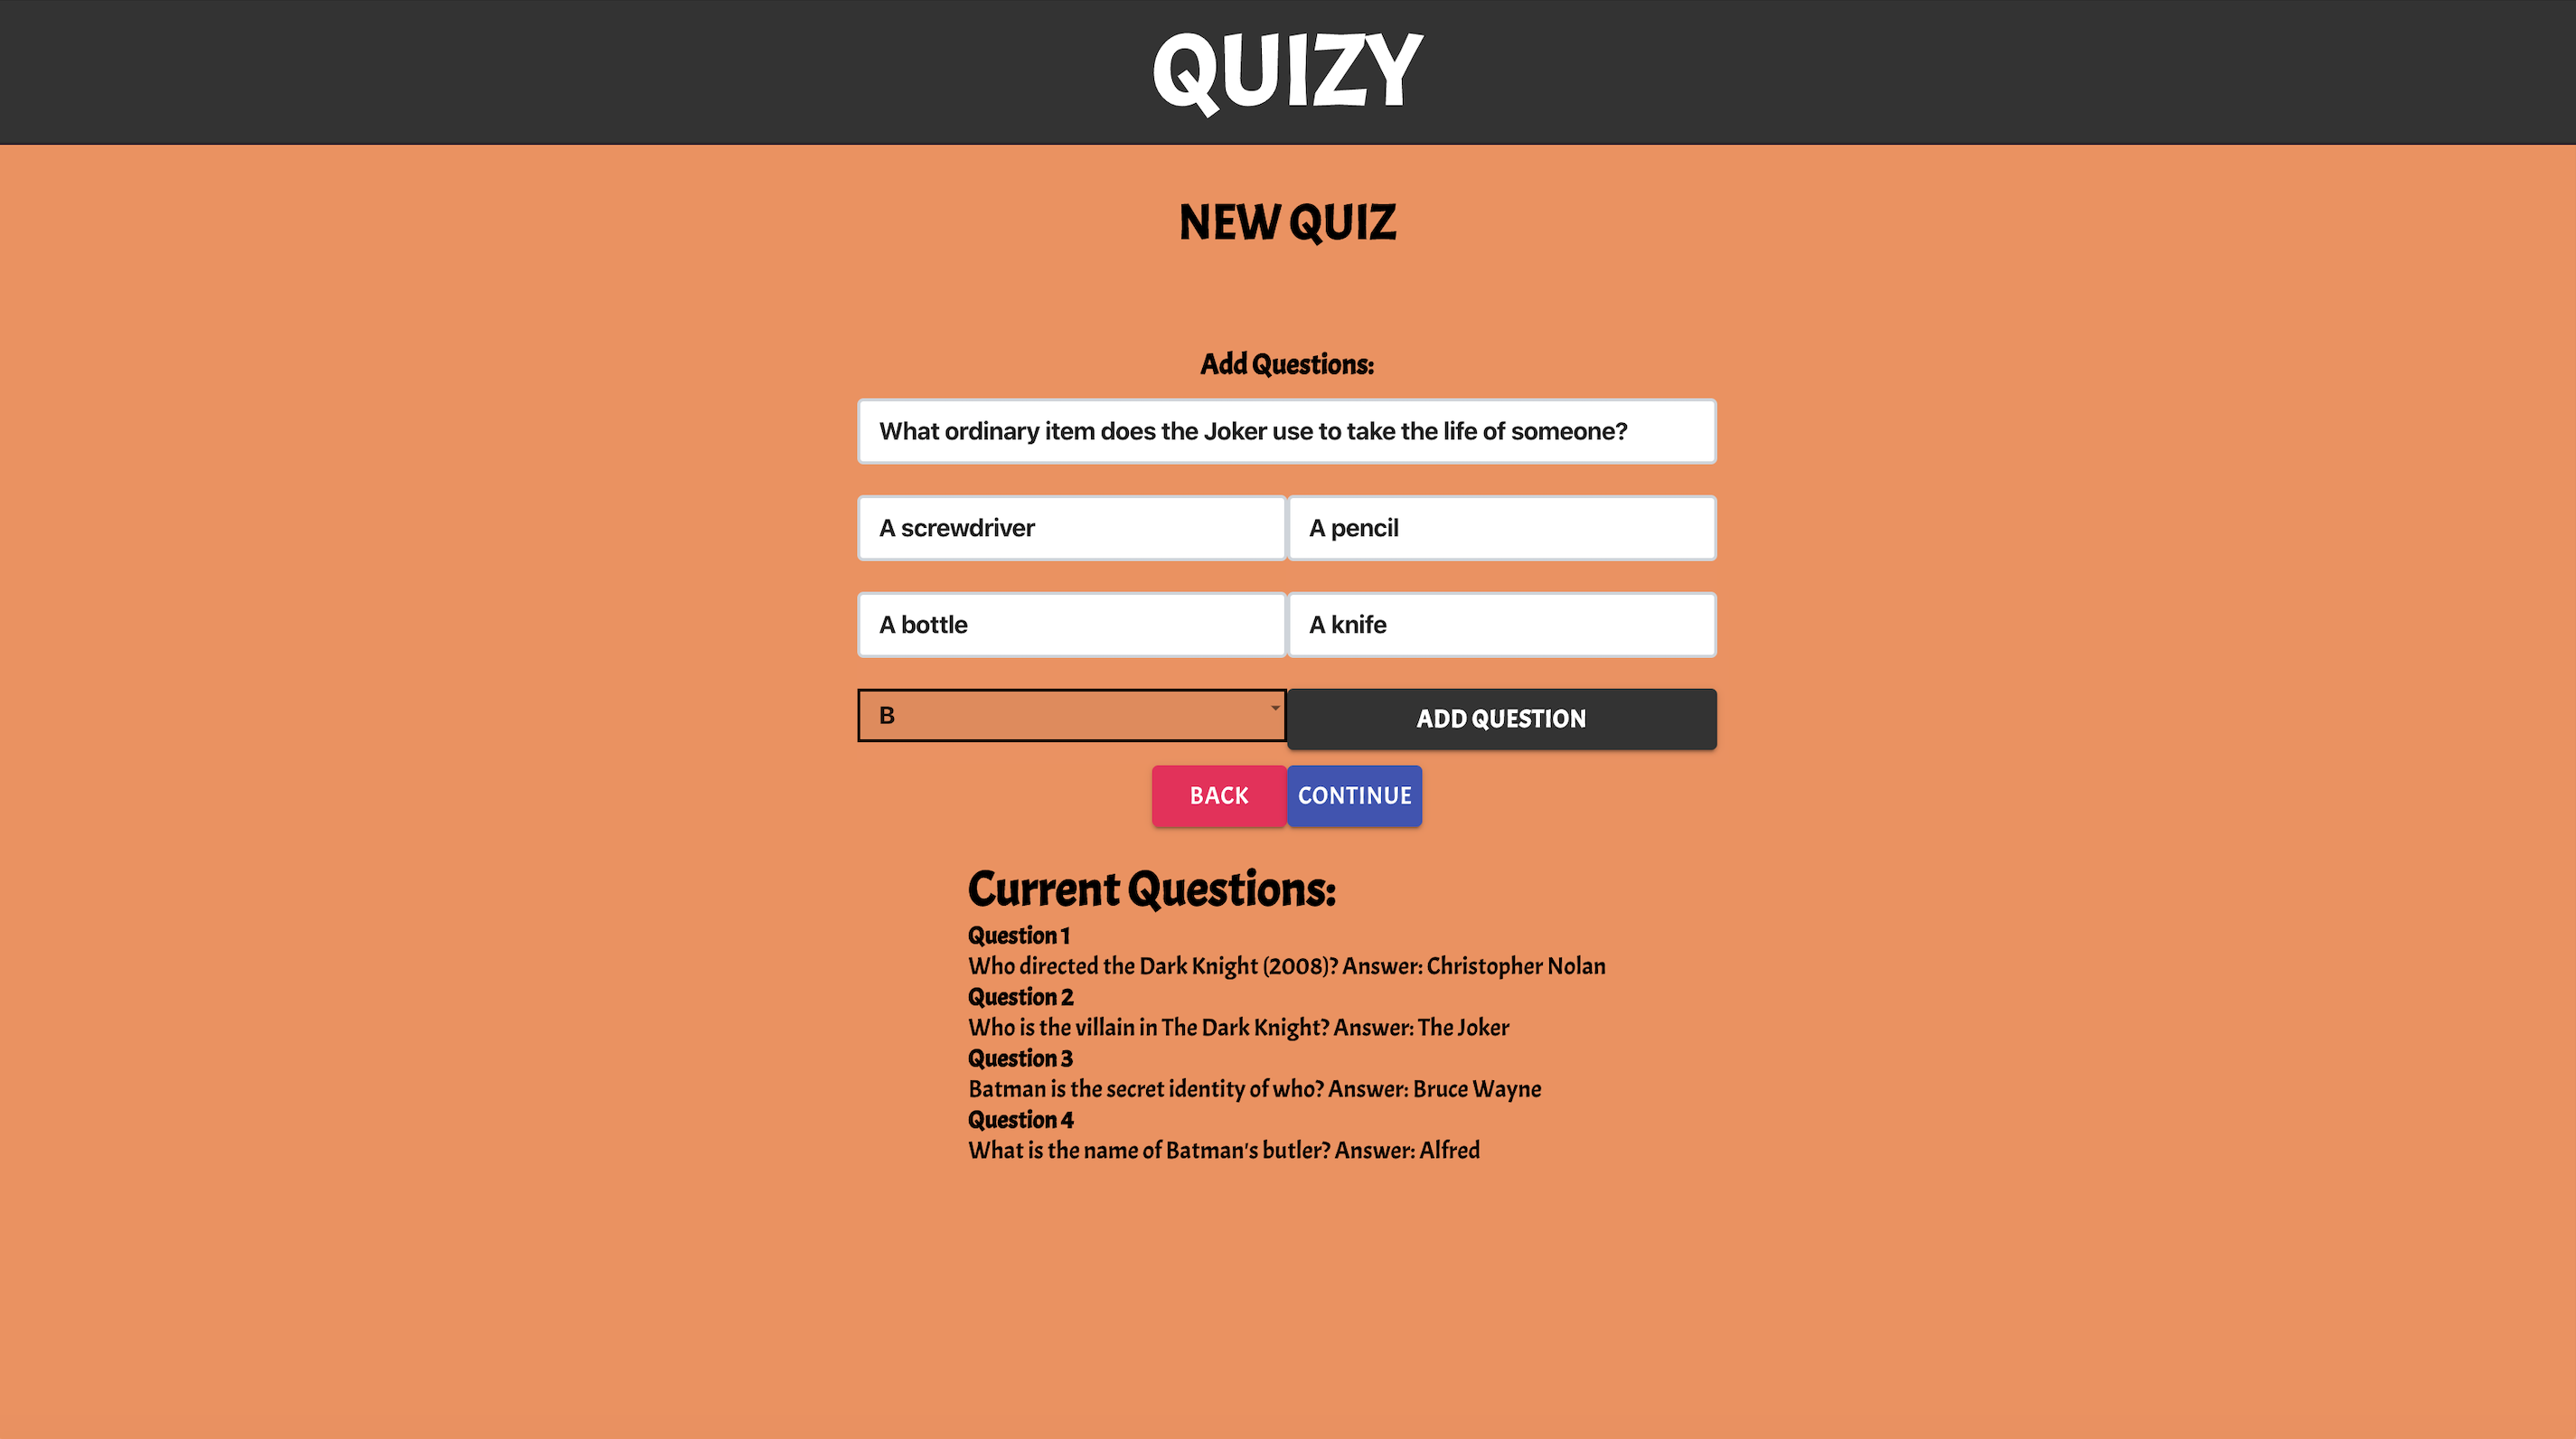 QUIZY
NEW QUIZ
Add Questions:
What ordinary item does the Joker use to take the life of someone?
A screwdriver
A pencil
A bottle
A knife
B
ADD QUESTION
BACK
CONTINUE
Current Questions:
Question 1
Who directed the Dark Knight (2008)? Answer: Christopher Nolan
Question 2
Who is the villain in The Dark Knight? Answer: The Joker
Question 3
Batman is the secret identity of who? Answer: Bruce Wayne
Question 4
What is the name of Batman's butler? Answer: Alfred